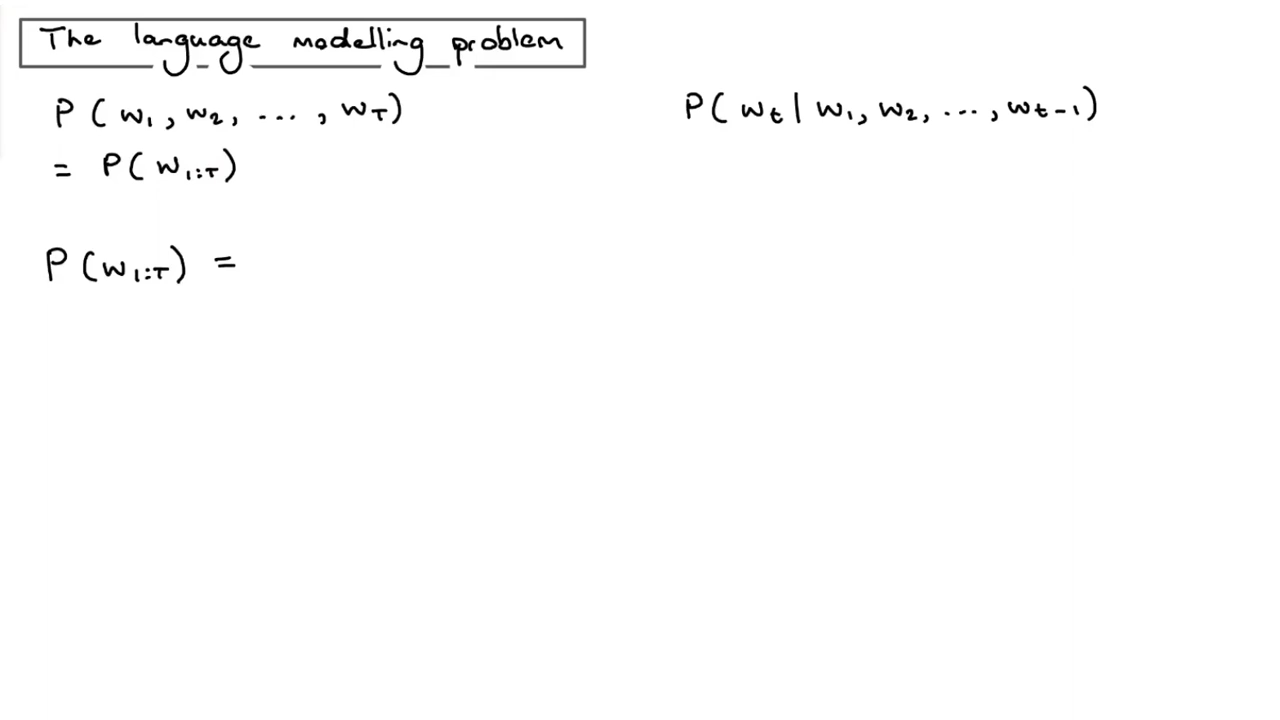 The language modelling problem
P(w₁, w₂, ..., w_T)
= P(w_{1:T})
P(w_t | w₁, w₂, ..., w_{t-1})
P(w_{1:T}) =